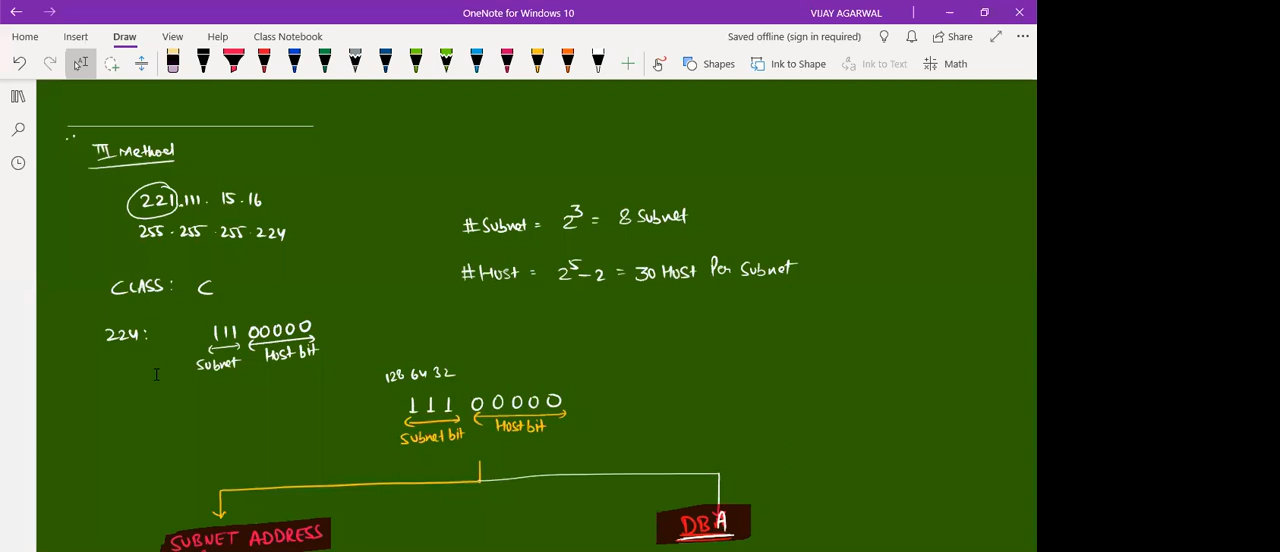 OneNote for Windows 10
VIJAY AGARWAL
Home Insert Draw View Help Class Notebook
Saved offline (sign in required) Share
Shapes Ink to Shape Ink to Text Math
III Method
221.111.15.16
255.255.255.224
#Subnet = 2^3 = 8 Subnet
#Host = 2^5-2 = 30 Host Per Subnet
CLASS: C
224: 111 00000
Subnet Host bit
128 64 32
111 00000
Subnet bit Host bit
SUBNET ADDRESS
DBA